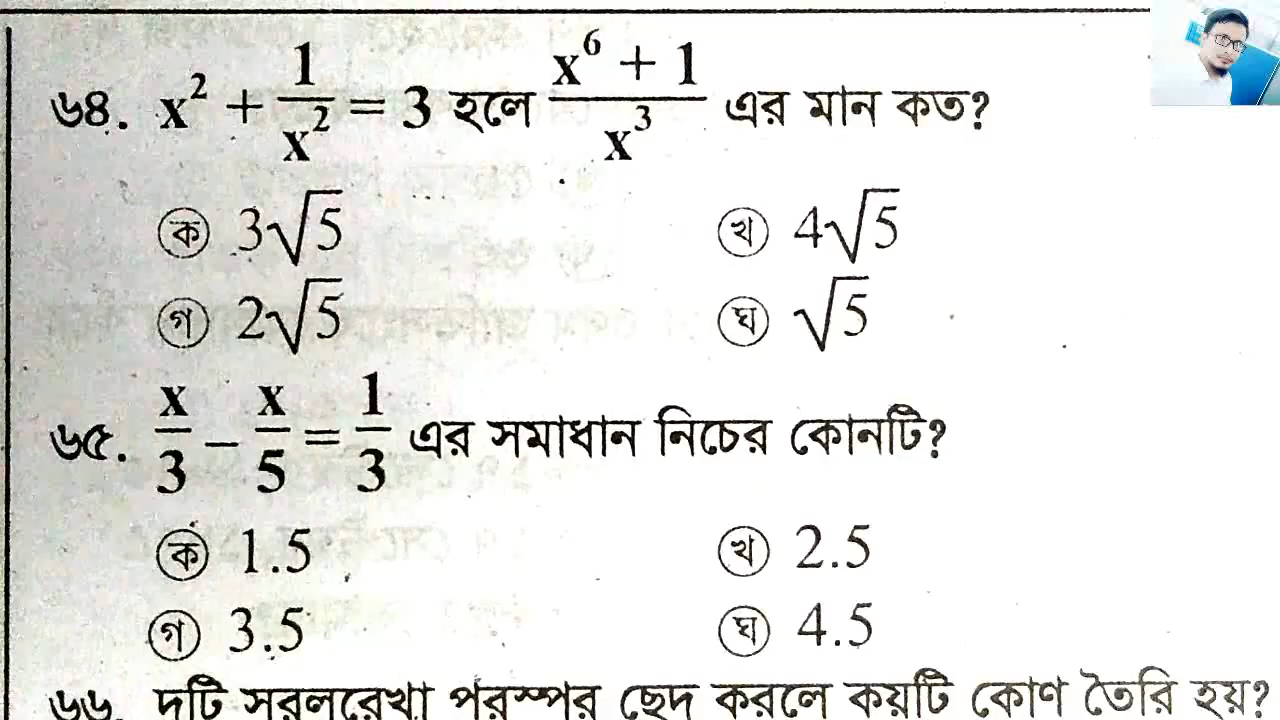 ৬৪. x² + 1/x² = 3 হলে (x⁶ + 1)/x³ এর মান কত?
ক 3√5 খ 4√5
গ 2√5 ঘ √5
৬৫. x/3 − x/5 = 1/3 এর সমাধান নিচের কোনটি?
ক 1.5 খ 2.5
গ 3.5 ঘ 4.5
৬৬. দুটি সরলরেখা পরস্পর ছেদ করলে কয়টি কোণ তৈরি হয়?